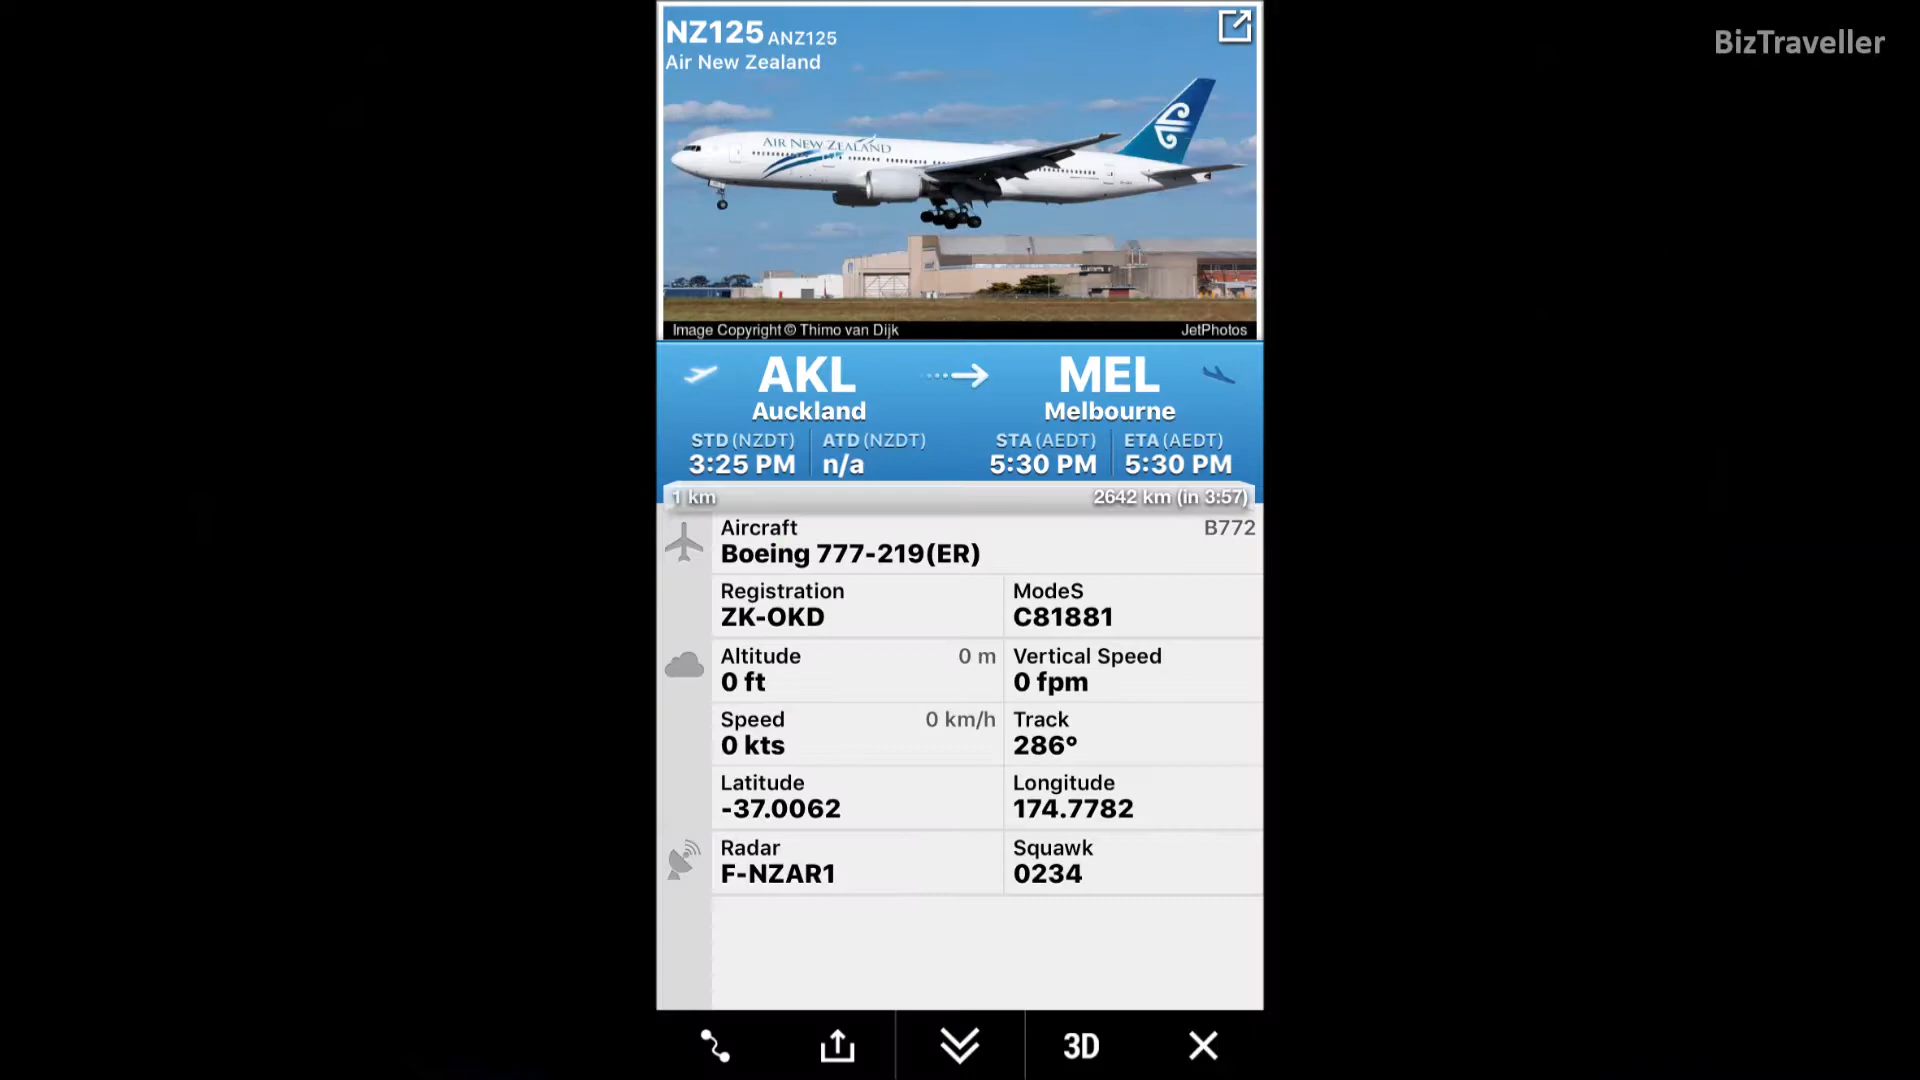 BizTraveller
NZ125 ANZ125
Air New Zealand
AIR NEW ZEALAND
Image Copyright © Thimo van Dijk
JetPhotos
AKL
MEL
Auckland
Melbourne
STD (NZDT)
ATD (NZDT)
STA (AEDT)
ETA (AEDT)
3:25 PM
n/a
5:30 PM
5:30 PM
1 km
2642 km (in 3:57)
Aircraft
B772
Boeing 777-219(ER)
Registration
ModeS
ZK-OKD
C81881
Altitude
0 m
Vertical Speed
0 ft
0 fpm
Speed
0 km/h
Track
0 kts
286°
Latitude
Longitude
-37.0062
174.7782
Radar
Squawk
F-NZAR1
0234
3D